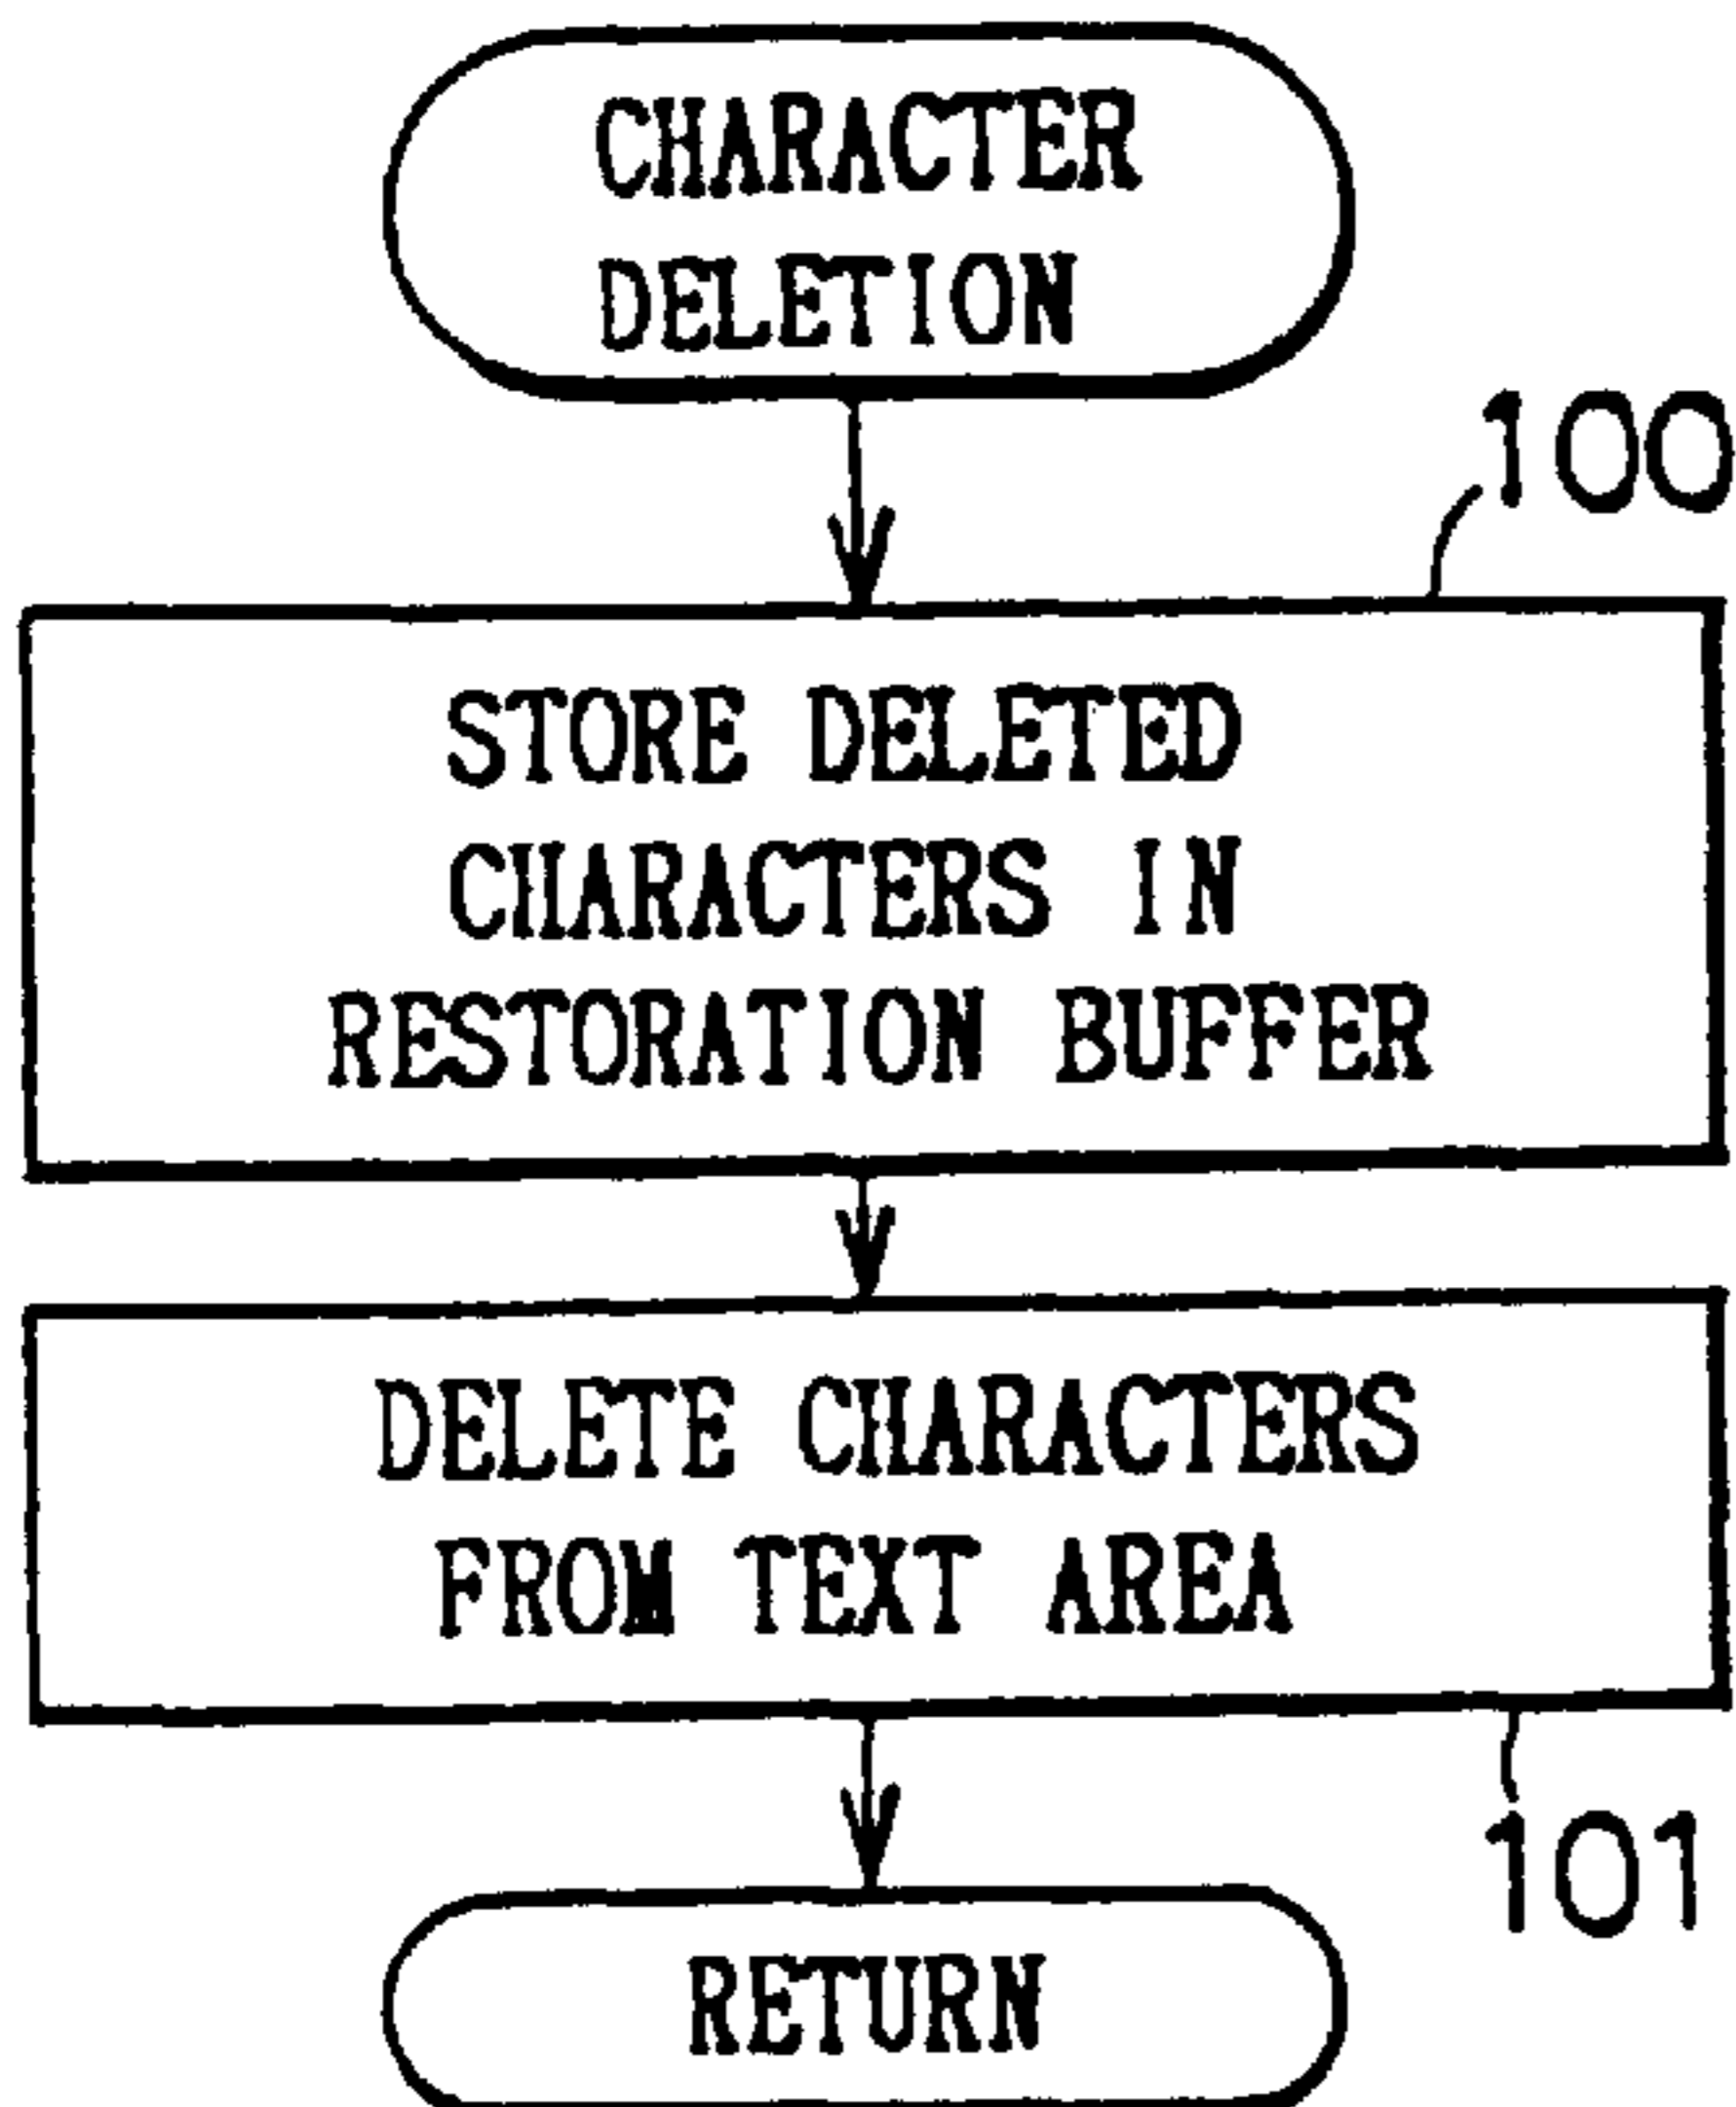 CHARACTER
DELETION
100
STORE DELETED
CHARACTERS IN
RESTORATION BUFFER
DELETE CHARACTERS
FROM TEXT AREA
101
RETURN